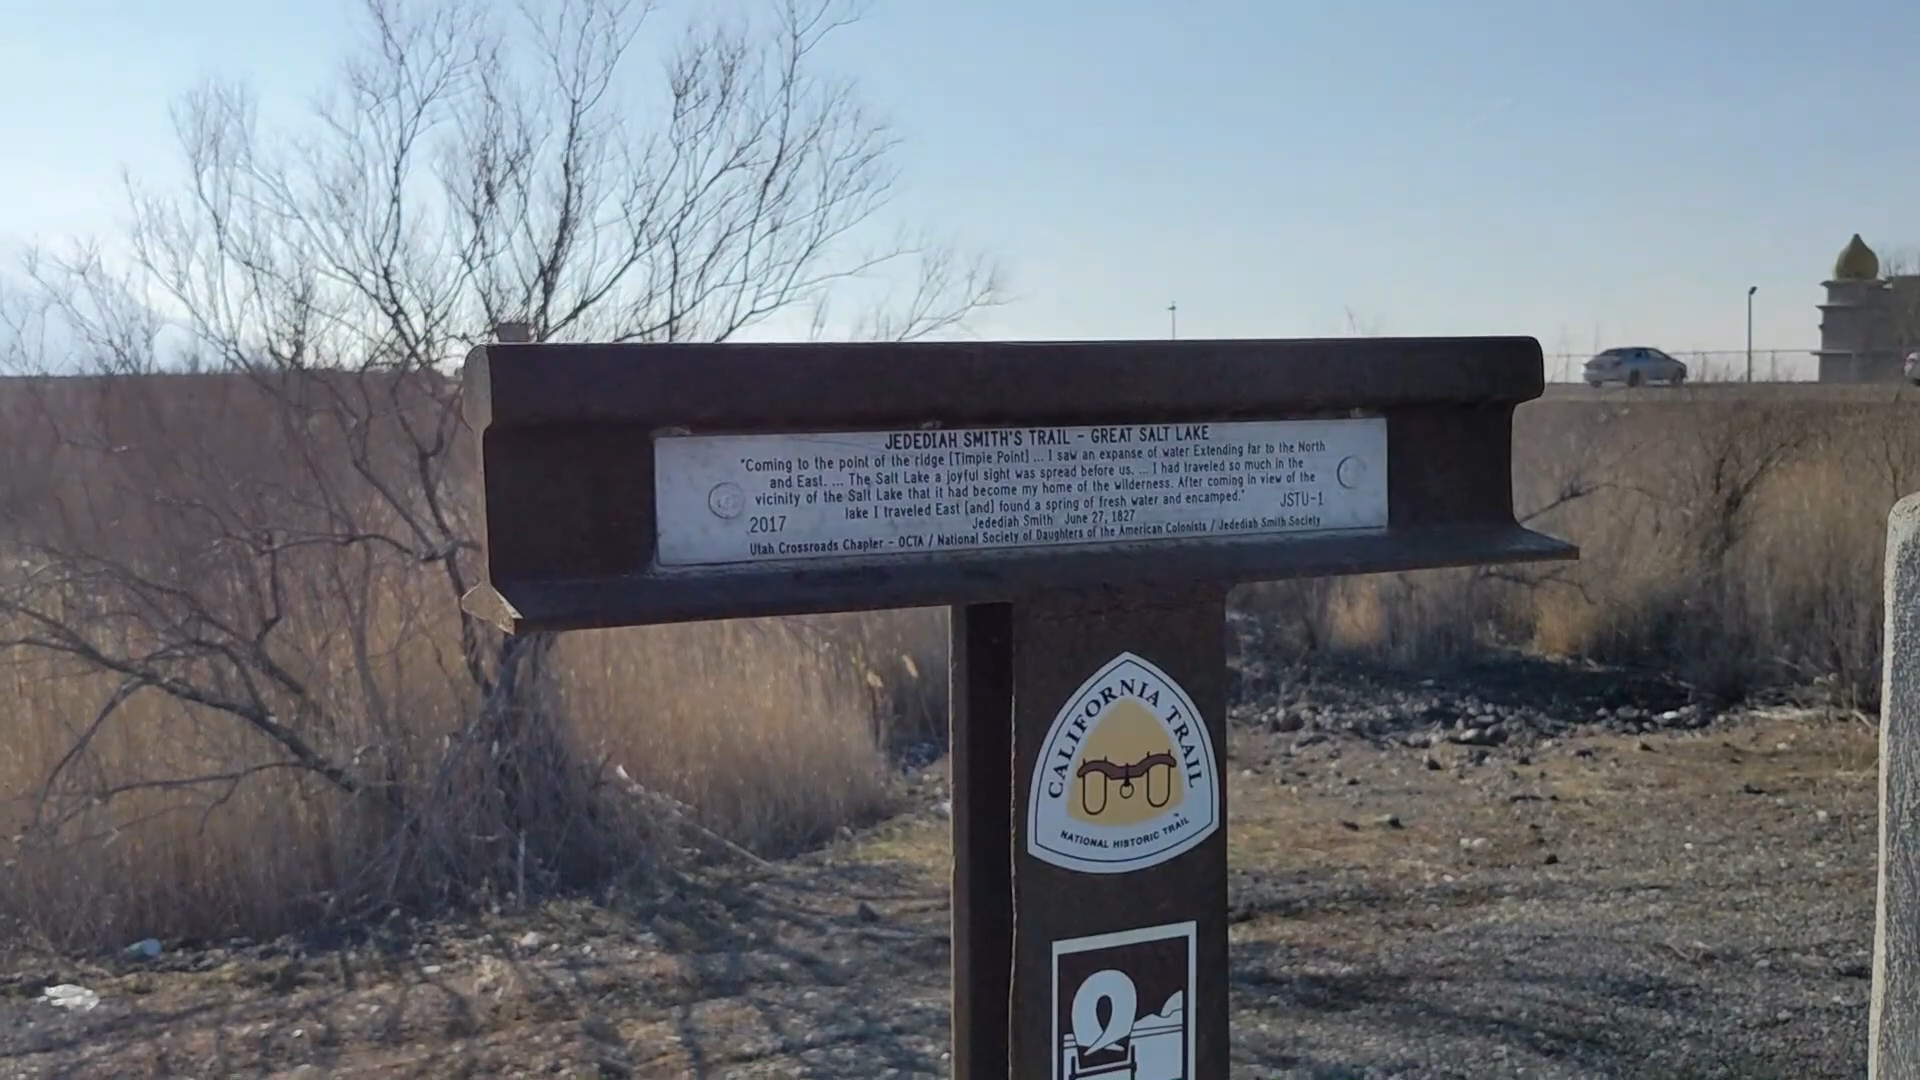 JEDEDIAH SMITH'S TRAIL - GREAT SALT LAKE
"Coming to the point of the ridge [Timpie Point] ... I saw an expanse of water Extending far to the North
and East. ... The Salt Lake a joyful sight was spread before us. ... I had traveled so much in the
vicinity of the Salt Lake that it had become my home of the wilderness. After coming in view of the
lake I traveled East [and] found a spring of fresh water and encamped."
JSTU-1
2017
Jedediah Smith June 27, 1827
Utah Crossroads Chapter - OCTA / National Society of Daughters of the American Colonists / Jedediah Smith Society
CALIFORNIA TRAIL
NATIONAL HISTORIC TRAIL